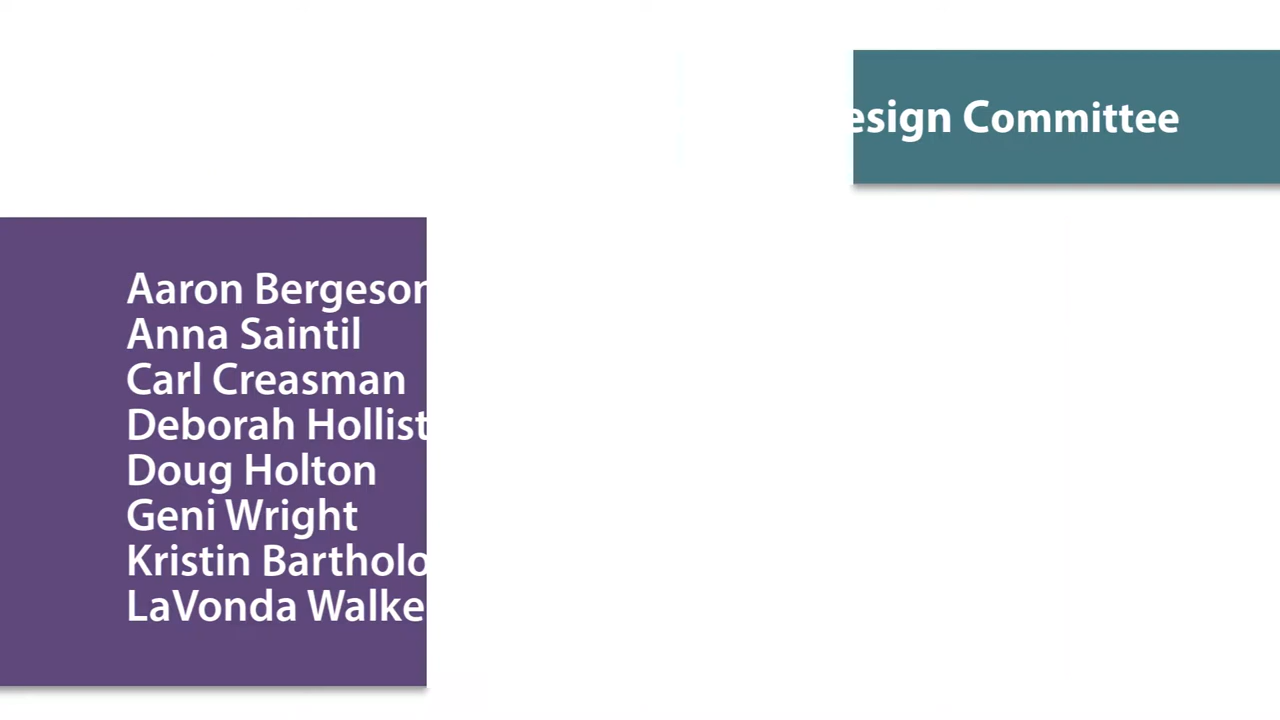 esign Committee
Aaron Bergeson
Anna Saintil
Carl Creasman
Deborah Hollist
Doug Holton
Geni Wright
Kristin Bartholo
LaVonda Walke